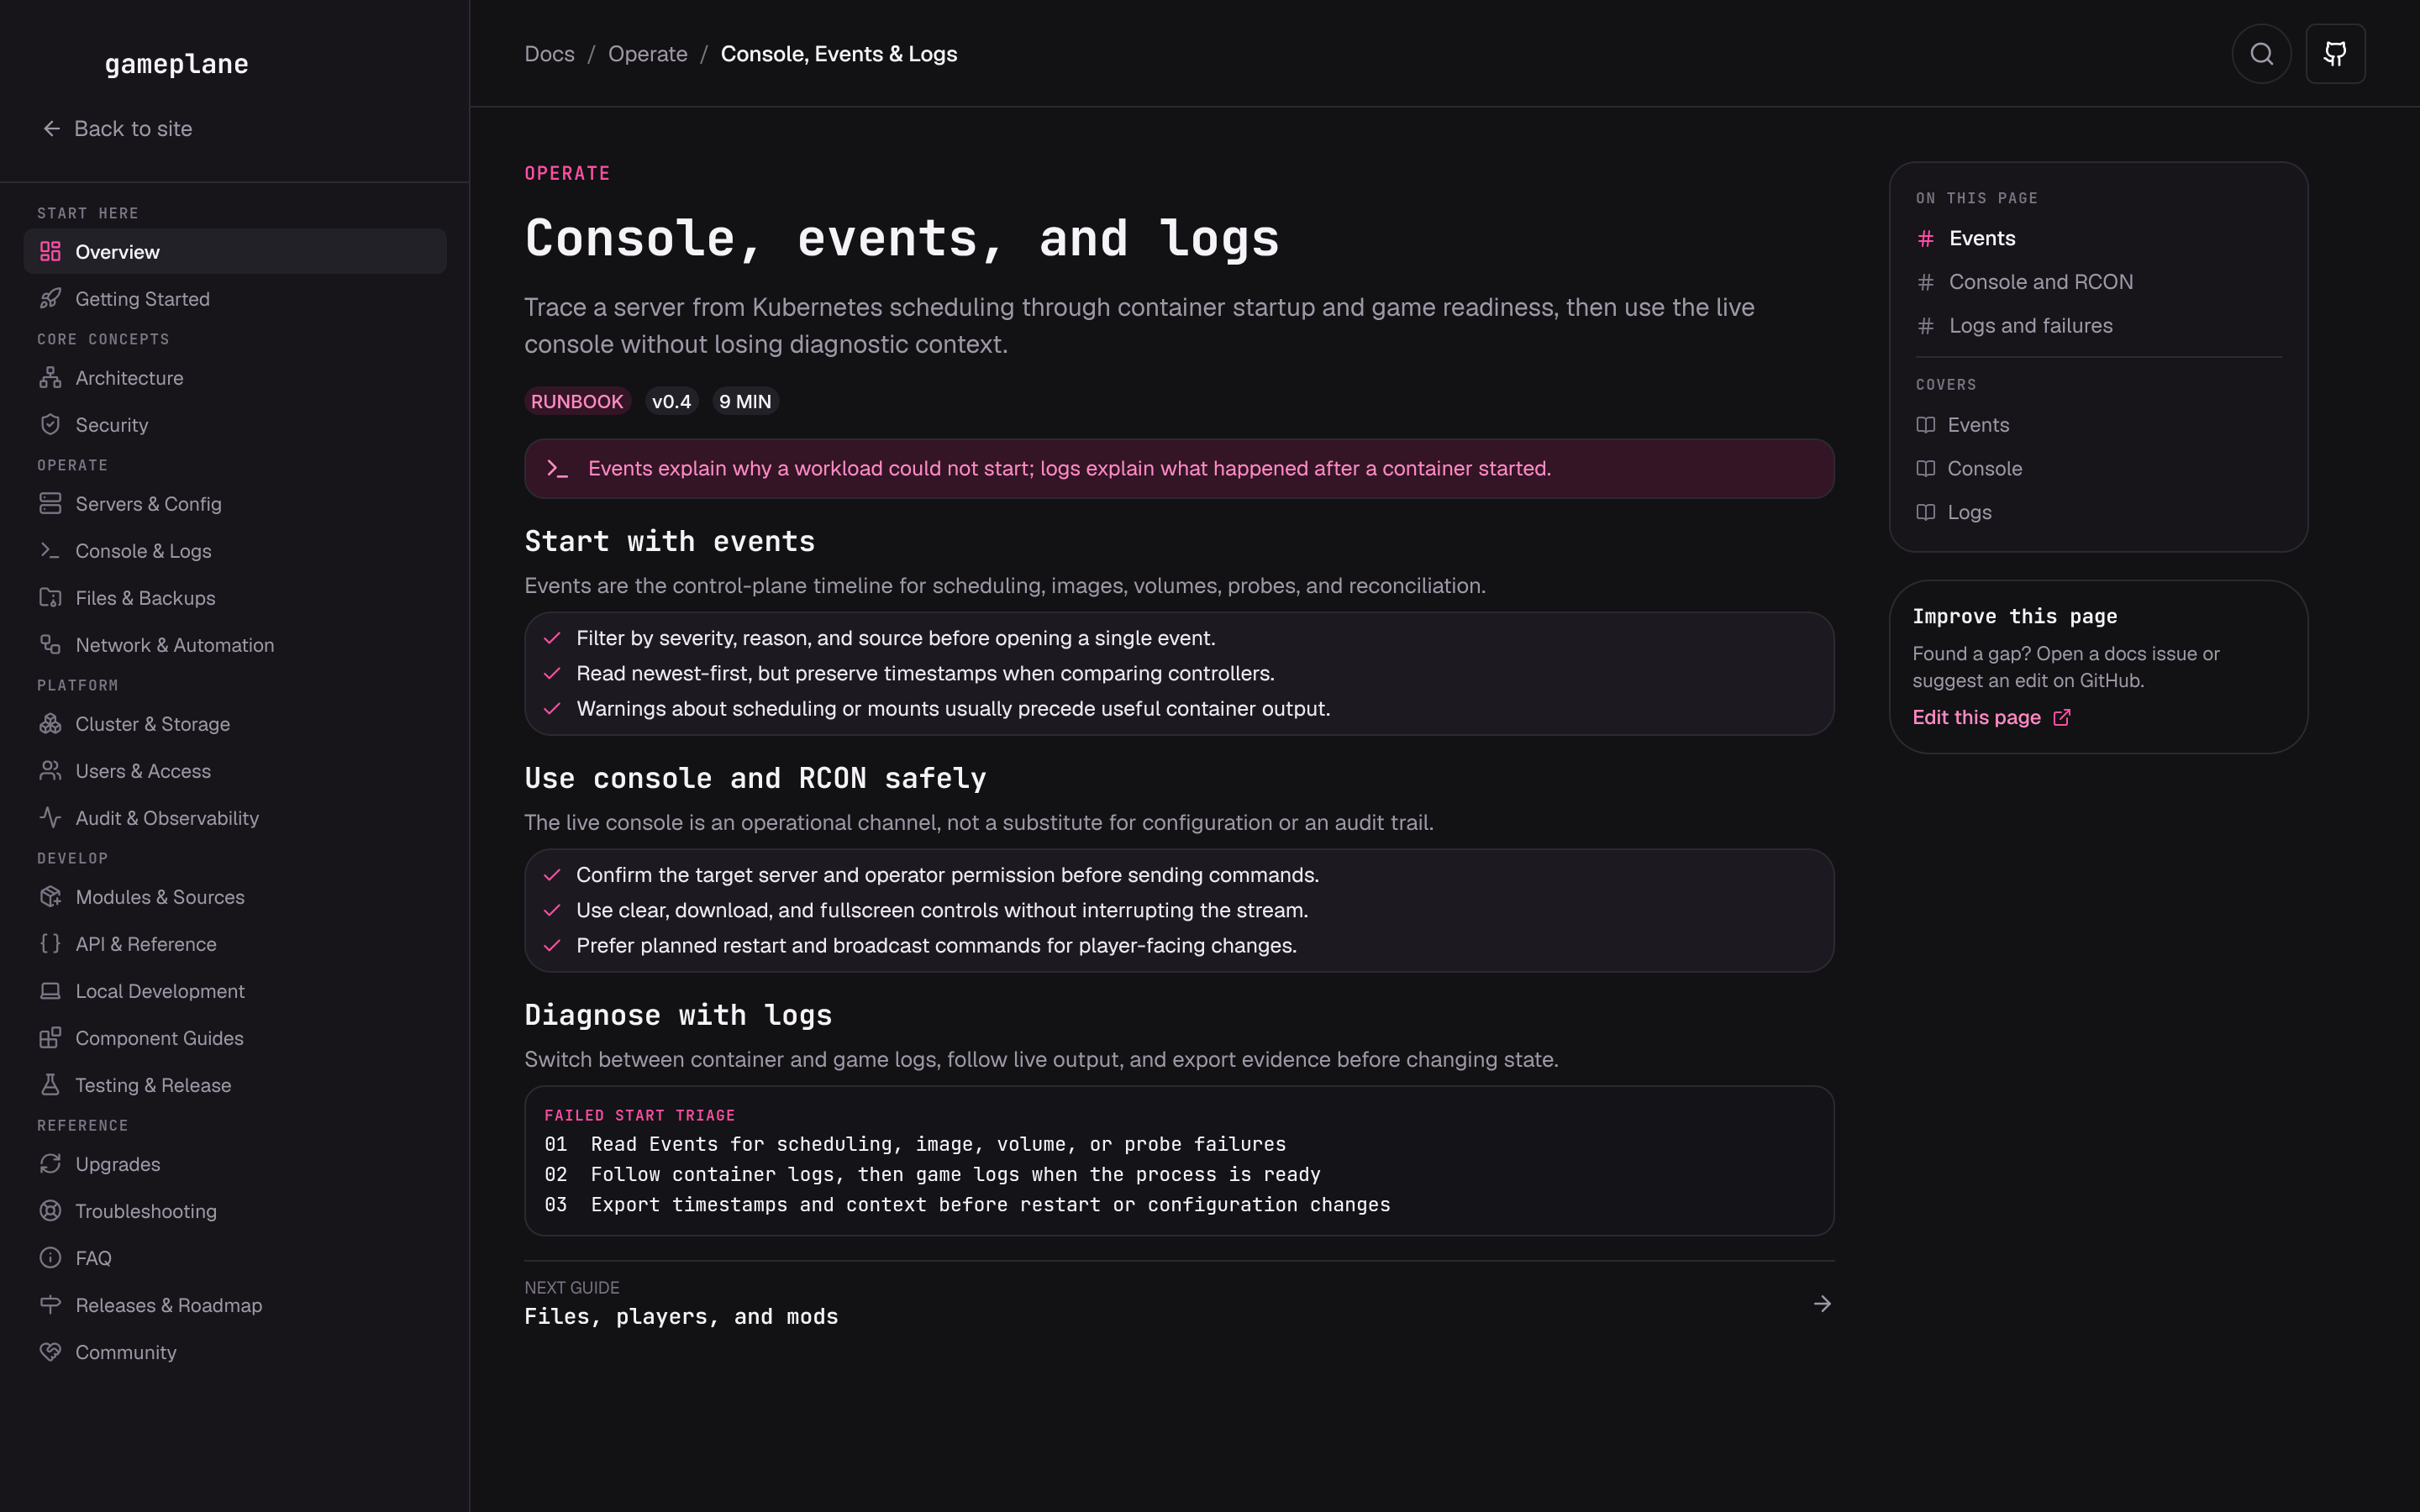 gameplane
Back to site
START HERE
Overview
Getting Started
CORE CONCEPTS
Architecture
Security
OPERATE
Servers & Config
Console & Logs
Files & Backups
Network & Automation
PLATFORM
Cluster & Storage
Users & Access
Audit & Observability
DEVELOP
Modules & Sources
API & Reference
Local Development
Component Guides
Testing & Release
REFERENCE
Upgrades
Troubleshooting
FAQ
Releases & Roadmap
Community
Docs / Operate / Console, Events & Logs
OPERATE
Console, events, and logs
Trace a server from Kubernetes scheduling through container startup and game readiness, then use the live
console without losing diagnostic context.
RUNBOOK v0.4 9 MIN
Events explain why a workload could not start; logs explain what happened after a container started.
Start with events
Events are the control-plane timeline for scheduling, images, volumes, probes, and reconciliation.
Filter by severity, reason, and source before opening a single event.
Read newest-first, but preserve timestamps when comparing controllers.
Warnings about scheduling or mounts usually precede useful container output.
Use console and RCON safely
The live console is an operational channel, not a substitute for configuration or an audit trail.
Confirm the target server and operator permission before sending commands.
Use clear, download, and fullscreen controls without interrupting the stream.
Prefer planned restart and broadcast commands for player-facing changes.
Diagnose with logs
Switch between container and game logs, follow live output, and export evidence before changing state.
FAILED START TRIAGE
01 Read Events for scheduling, image, volume, or probe failures
02 Follow container logs, then game logs when the process is ready
03 Export timestamps and context before restart or configuration changes
NEXT GUIDE
Files, players, and mods
ON THIS PAGE
# Events
# Console and RCON
# Logs and failures
COVERS
Events
Console
Logs
Improve this page
Found a gap? Open a docs issue or
suggest an edit on GitHub.
Edit this page